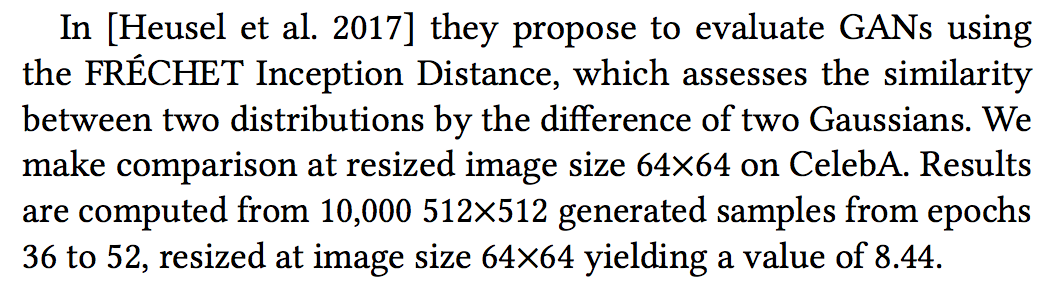 In [Heusel et al. 2017] they propose to evaluate GANs using
the FRÉCHET Inception Distance, which assesses the similarity
between two distributions by the difference of two Gaussians. We
make comparison at resized image size 64×64 on CelebA. Results
are computed from 10,000 512×512 generated samples from epochs
36 to 52, resized at image size 64×64 yielding a value of 8.44.